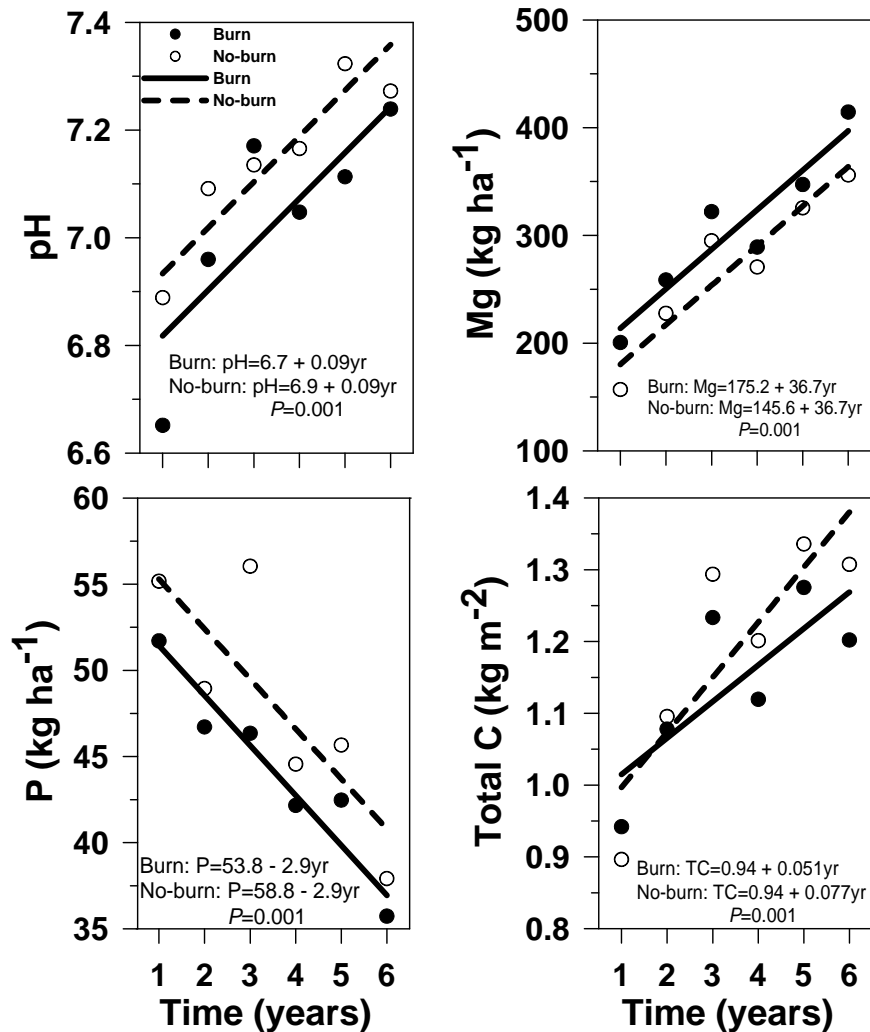 7.4
7.2
7.0
6.8
6.6
pH
Burn
No-burn
Burn
No-burn
Burn: pH=6.7 + 0.09yr
No-burn: pH=6.9 + 0.09yr
P=0.001
500
400
300
200
100
Mg (kg ha⁻¹)
Burn: Mg=175.2 + 36.7yr
No-burn: Mg=145.6 + 36.7yr
P=0.001
60
55
50
45
40
35
P (kg ha⁻¹)
Burn: P=53.8 - 2.9yr
No-burn: P=58.8 - 2.9yr
P=0.001
1 2 3 4 5 6
Time (years)
1.4
1.3
1.2
1.1
1.0
0.9
0.8
Total C (kg m⁻²)
Burn: TC=0.94 + 0.051yr
No-burn: TC=0.94 + 0.077yr
P=0.001
1 2 3 4 5 6
Time (years)